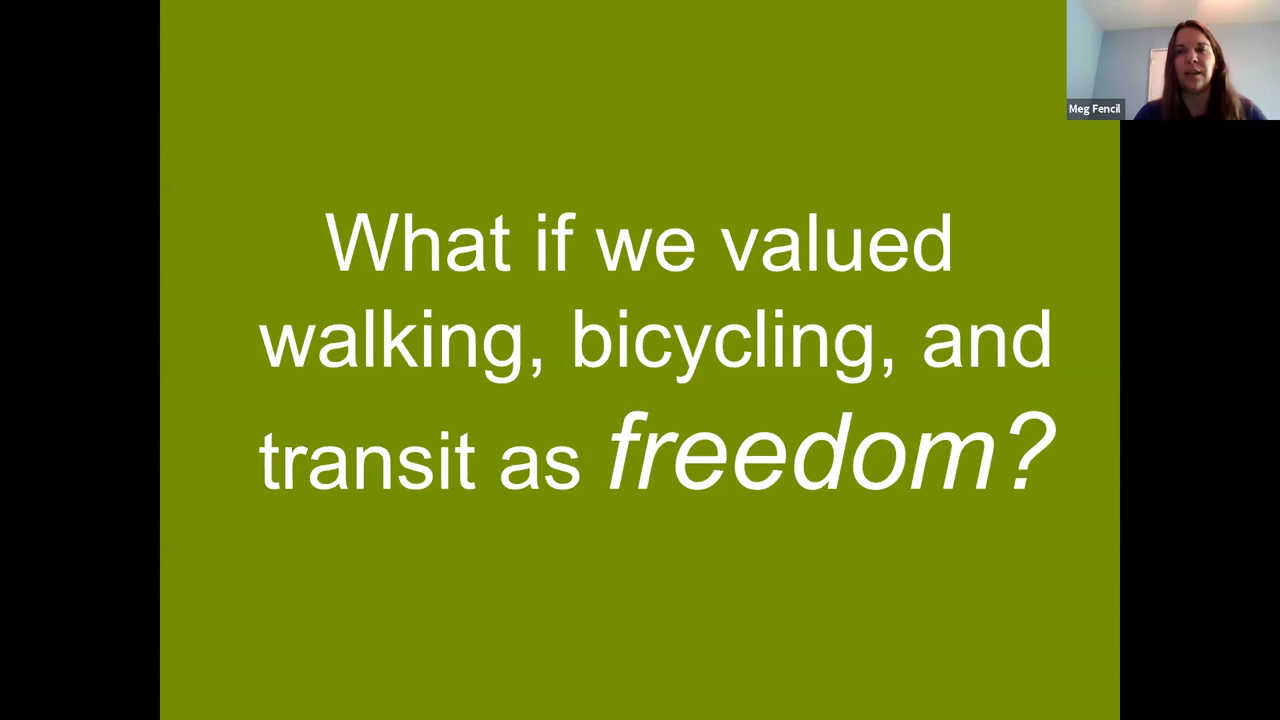 Meg Fencil
What if we valued
walking, bicycling, and
transit as freedom?